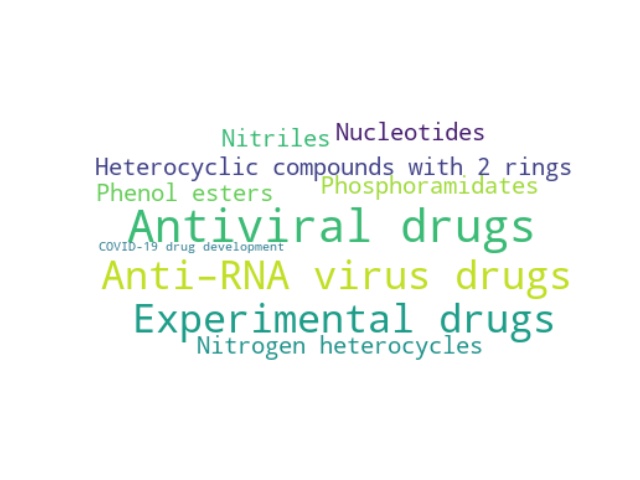 Nitriles Nucleotides
Heterocyclic compounds with 2 rings
Phenol esters Phosphoramidates
Antiviral drugs
COVID-19 drug development
Anti–RNA virus drugs
Experimental drugs
Nitrogen heterocycles